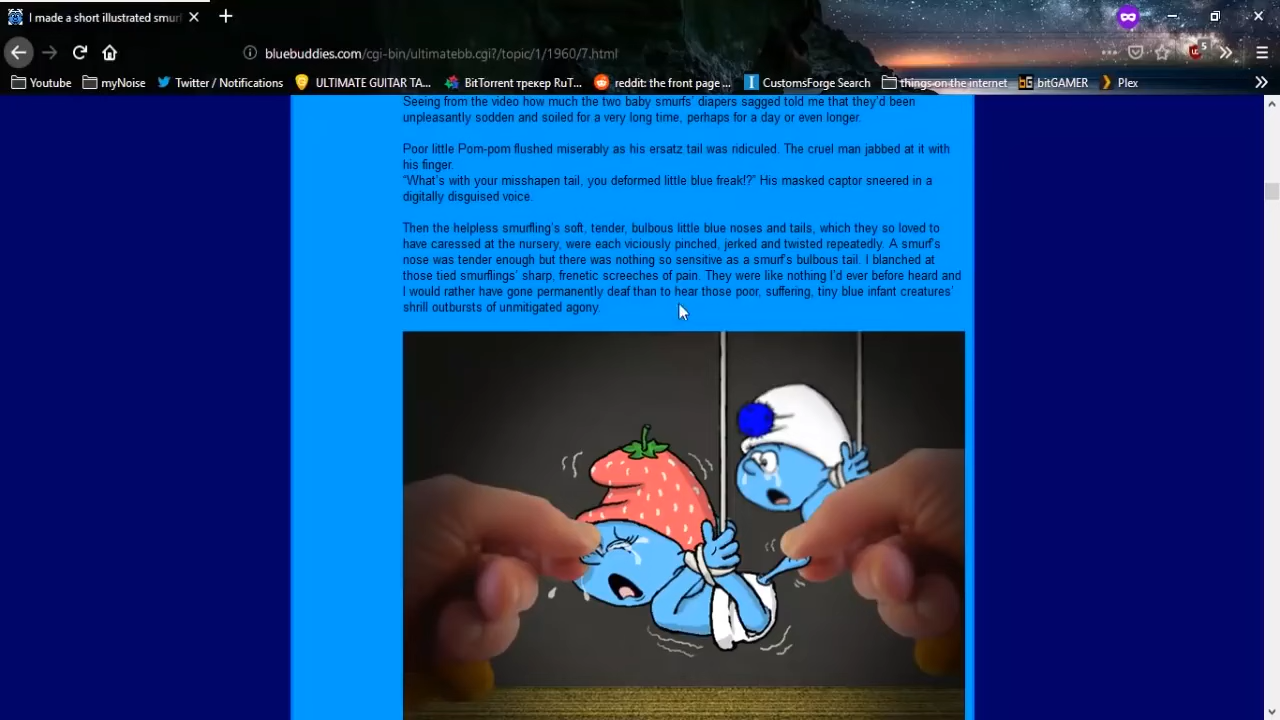 I made a short illustrated smurf
bluebuddies.com/cgi-bin/ultimatebb.cgi?/topic/1/1960/7.html
5
Youtube myNoise Twitter / Notifications ULTIMATE GUITAR TA... BitTorrent трекер RuT... reddit: the front page ... CustomsForge Search things-on the internet bitGAMER Plex
Seeing from the video how much the two baby smurfs' diapers sagged told me that they'd been
unpleasantly sodden and soiled for a very long time, perhaps for a day or even longer.
Poor little Pom-pom flushed miserably as his ersatz tail was ridiculed. The cruel man jabbed at it with
his finger.
“What's with your misshapen tail, you deformed little blue freak!?” His masked captor sneered in a
digitally disguised voice.
Then the helpless smurfling's soft, tender, bulbous little blue noses and tails, which they so loved to
have caressed at the nursery, were each viciously pinched, jerked and twisted repeatedly. A smurf's
nose was tender enough but there was nothing so sensitive as a smurf's bulbous tail. I blanched at
those tied smurflings' sharp, frenetic screeches of pain. They were like nothing I'd ever before heard and
I would rather have gone permanently deaf than to hear those poor, suffering, tiny blue infant creatures'
shrill outbursts of unmitigated agony.